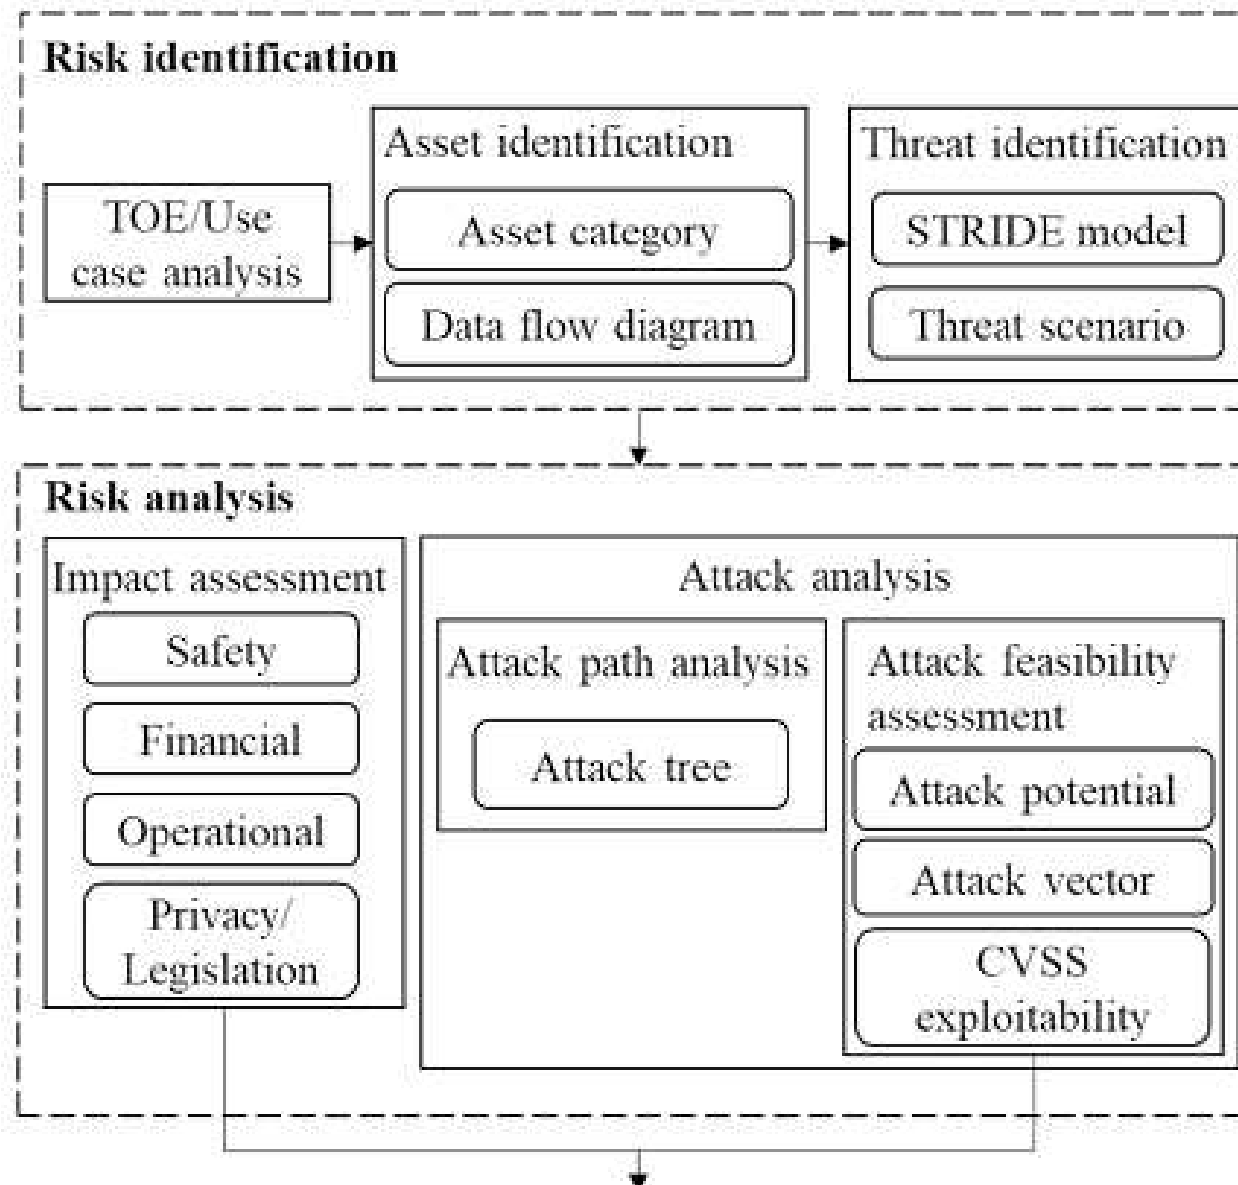 Risk identification
TOE/Use
case analysis
Asset identification
Asset category
Data flow diagram
Threat identification
STRIDE model
Threat scenario
Risk analysis
Impact assessment
Safety
Financial
Operational
Privacy/
Legislation
Attack analysis
Attack path analysis
Attack tree
Attack feasibility
assessment
Attack potential
Attack vector
CVSS
exploitability